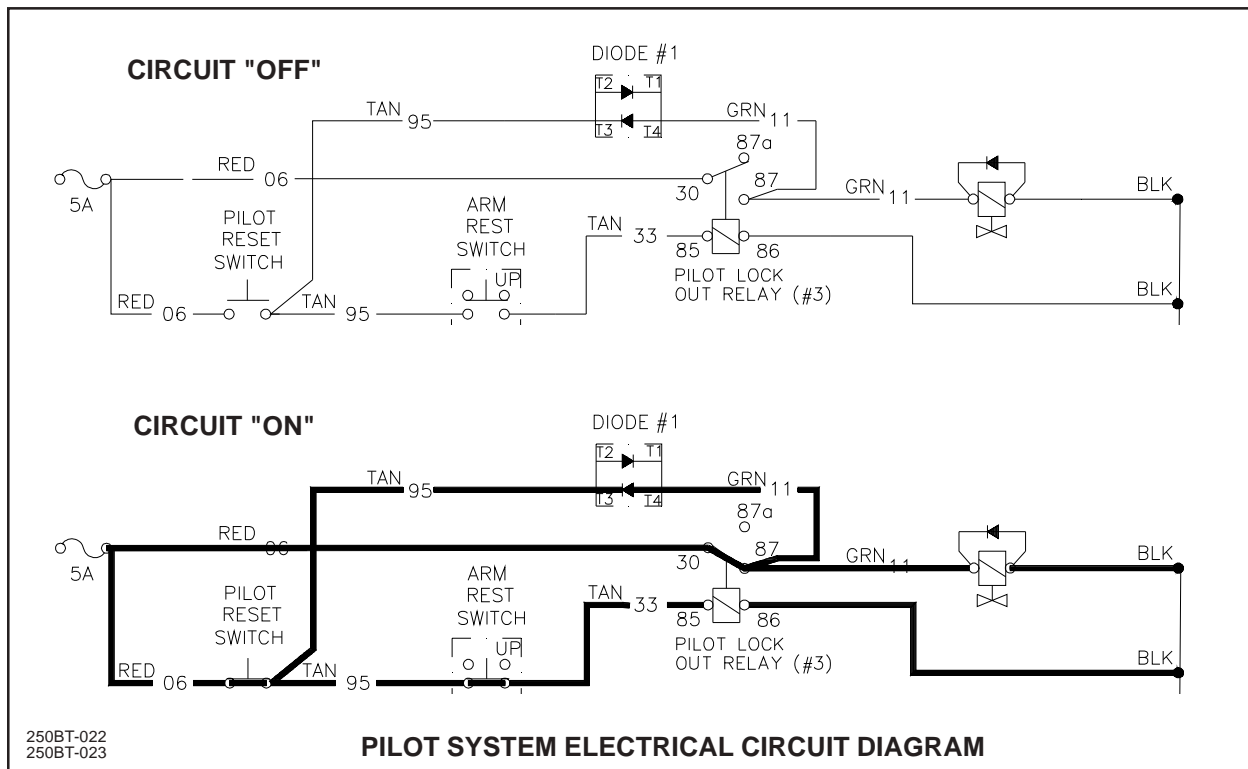 CIRCUIT "OFF"
DIODE #1
T2 T1
TAN 95 T3 T4 GRN 11
87a
RED 06 30 87
5A GRN 11 BLK
PILOT
RESET
SWITCH
ARM
REST
SWITCH
TAN 33 85 86
UP
PILOT LOCK
OUT RELAY (#3)
RED 06 TAN 95 BLK
CIRCUIT "ON"
DIODE #1
T2 T1
TAN 95 T3 T4 GRN 11
87a
RED 06 30 87
5A GRN 11 BLK
PILOT
RESET
SWITCH
ARM
REST
SWITCH
TAN 33 85 86
UP
PILOT LOCK
OUT RELAY (#3)
RED 06 TAN 95 BLK
250BT-022
250BT-023
PILOT SYSTEM ELECTRICAL CIRCUIT DIAGRAM